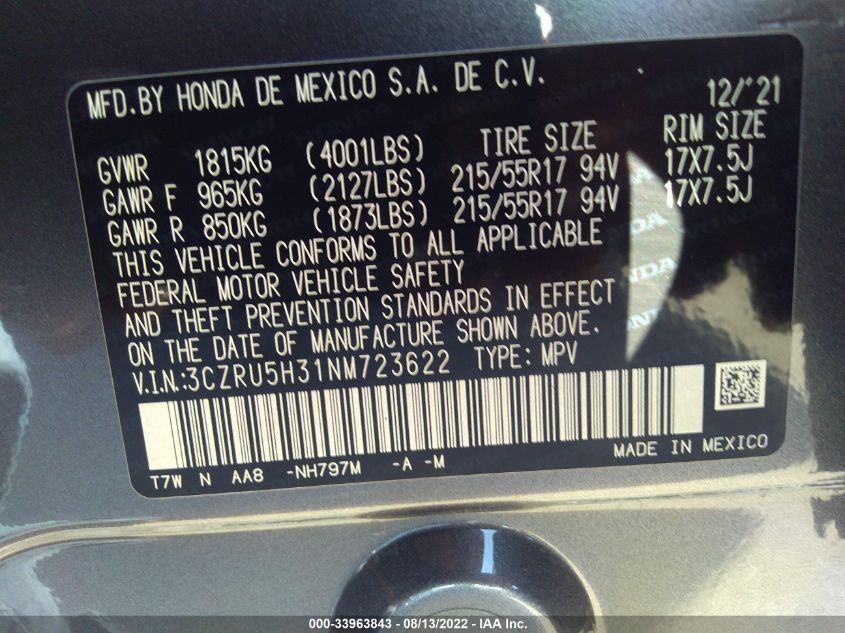 MFD.BY HONDA DE MEXICO S.A. DE C.V. 12/'21
GVWR 1815KG (4001LBS) TIRE SIZE RIM SIZE
GAWR F 965KG (2127LBS) 215/55R17 94V 17X7.5J
GAWR R 850KG (1873LBS) 215/55R17 94V 17X7.5J
THIS VEHICLE CONFORMS TO ALL APPLICABLE
FEDERAL MOTOR VEHICLE SAFETY
AND THEFT PREVENTION STANDARDS IN EFFECT
ON THE DATE OF MANUFACTURE SHOWN ABOVE.
V.I.N.:3CZRU5H31NM723622 TYPE: MPV
MADE IN MEXICO
T7W N AA8 -NH797M -A -M
HONDA
HONDA
000-33963843 / 08/13/2022 - IAA Inc.